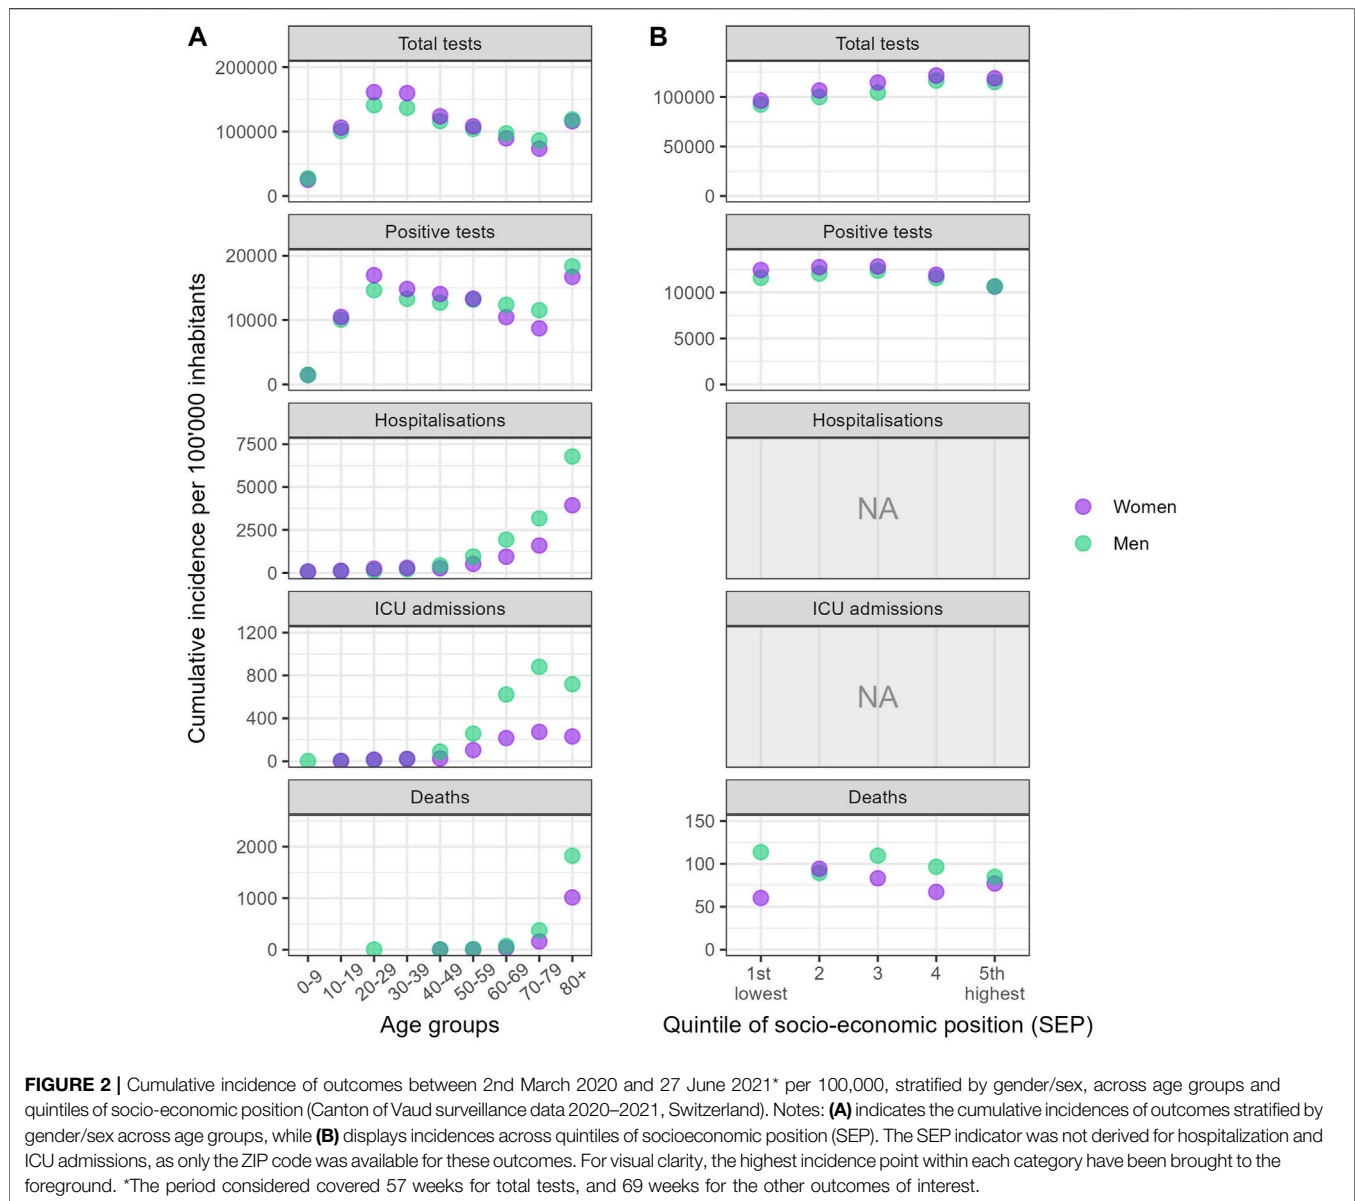 A
B
Total tests
200000
100000
0
Positive tests
20000
10000
0
Hospitalisations
7500
5000
2500
0
ICU admissions
1200
800
400
0
Deaths
2000
1000
0
0-9
10-19
20-29
30-39
40-49
50-59
60-69
70-79
80+
Age groups
Cumulative incidence per 100'000 inhabitants
Total tests
100000
50000
0
Positive tests
10000
5000
0
Hospitalisations
NA
ICU admissions
NA
Deaths
150
100
50
0
1st
lowest
2
3
4
5th
highest
Quintile of socio-economic position (SEP)
Women
Men
FIGURE 2 | Cumulative incidence of outcomes between 2nd March 2020 and 27 June 2021* per 100,000, stratified by gender/sex, across age groups and
quintiles of socio-economic position (Canton of Vaud surveillance data 2020–2021, Switzerland). Notes: (A) indicates the cumulative incidences of outcomes stratified by
gender/sex across age groups, while (B) displays incidences across quintiles of socioeconomic position (SEP). The SEP indicator was not derived for hospitalization and
ICU admissions, as only the ZIP code was available for these outcomes. For visual clarity, the highest incidence point within each category have been brought to the
foreground. *The period considered covered 57 weeks for total tests, and 69 weeks for the other outcomes of interest.